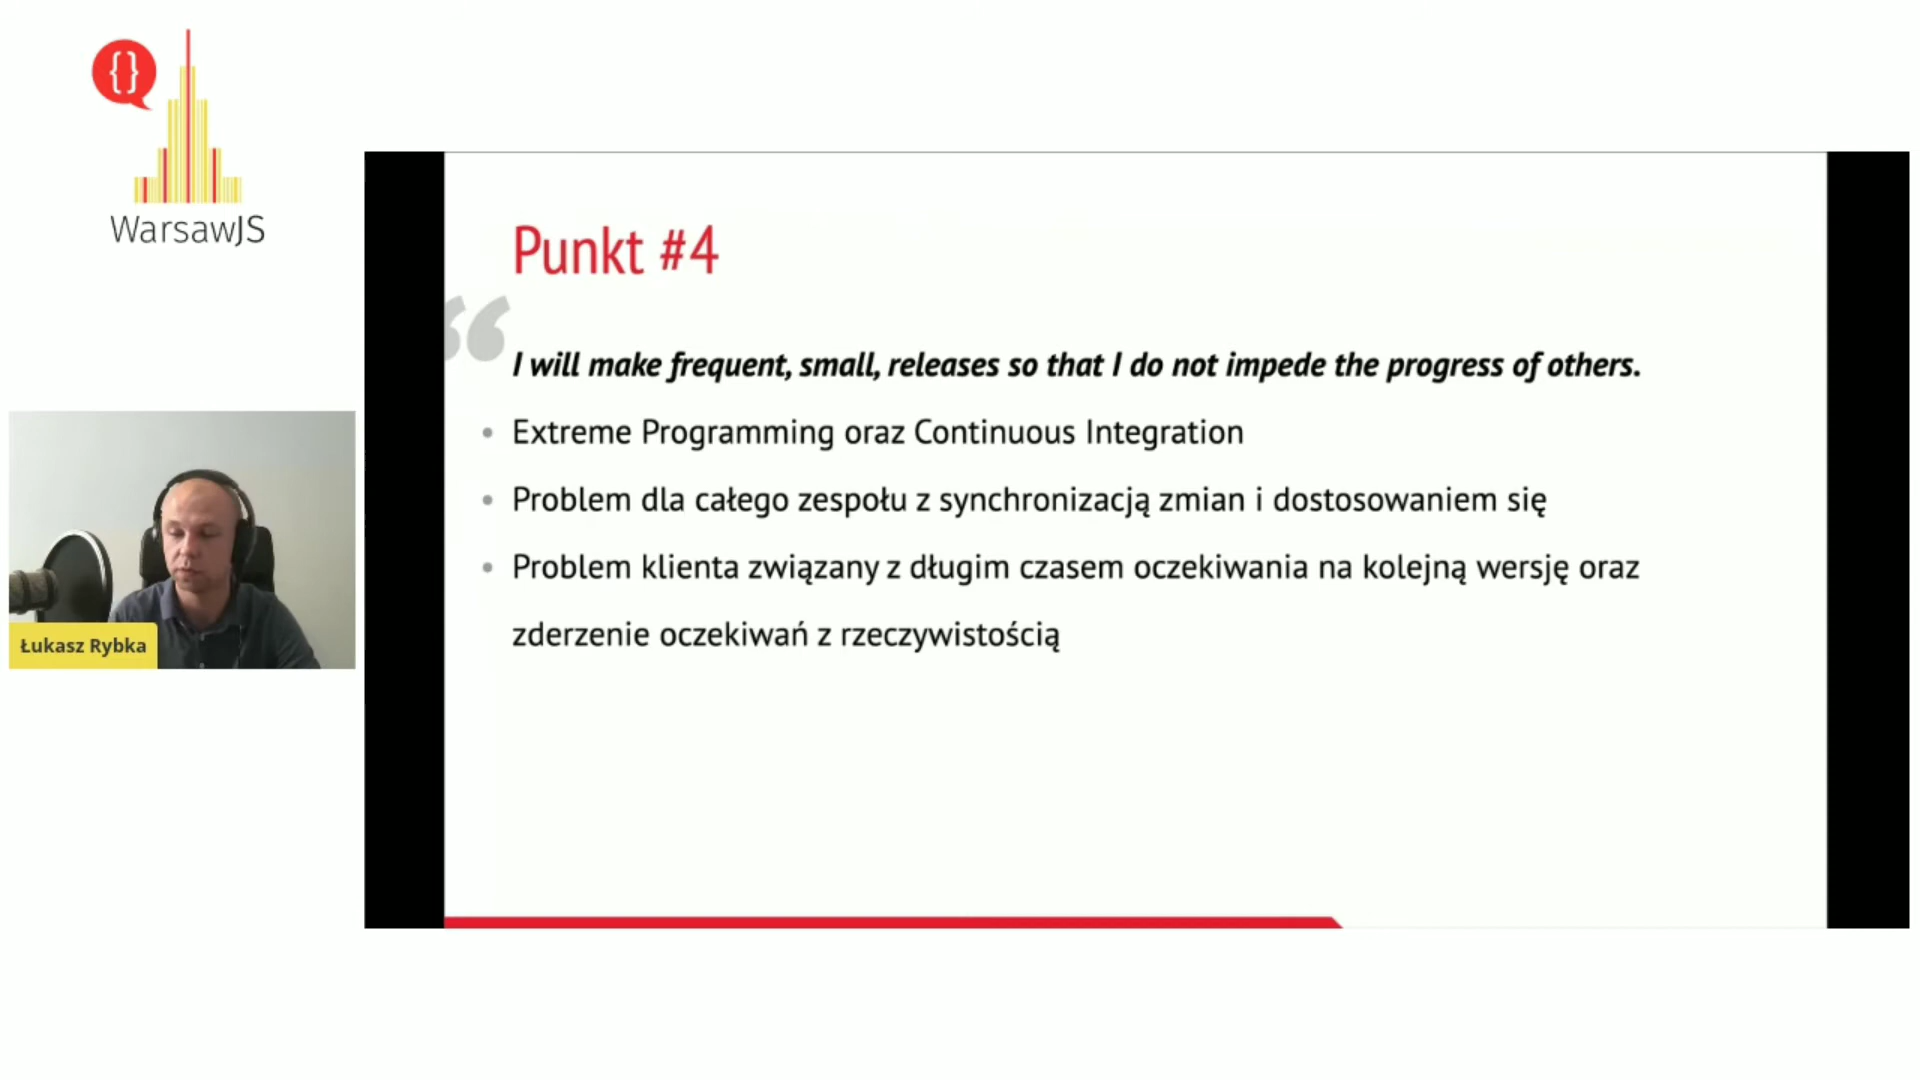 {}
WarsawJS
Punkt #4
“
I will make frequent, small, releases so that I do not impede the progress of others.
• Extreme Programming oraz Continuous Integration
• Problem dla całego zespołu z synchronizacją zmian i dostosowaniem się
• Problem klienta związany z długim czasem oczekiwania na kolejną wersję oraz
zderzenie oczekiwań z rzeczywistością
Łukasz Rybka